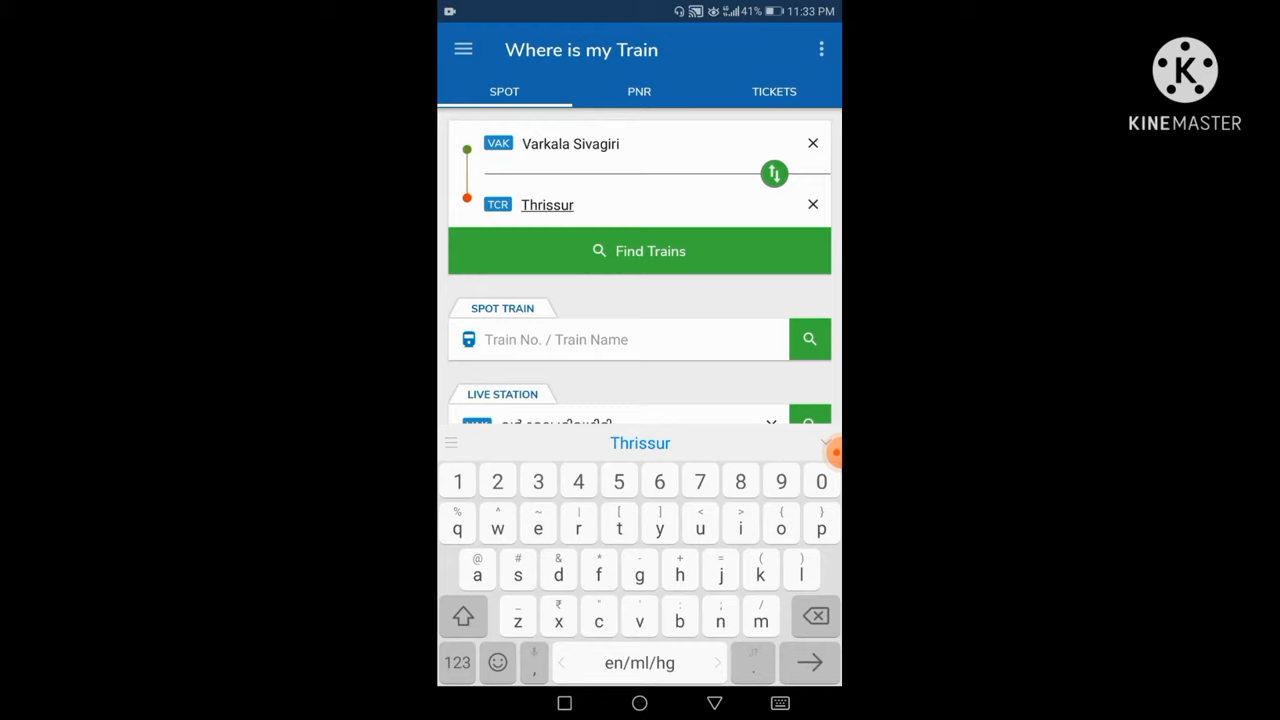 41% 11:33 PM
Where is my Train
SPOT PNR TICKETS
VAK Varkala Sivagiri
TCR Thrissur
Find Trains
SPOT TRAIN
Train No. / Train Name
LIVE STATION
Thrissur
1 2 3 4 5 6 7 8 9 0
% ^ ~ | [ ] < > { }
q w e r t y u i o p
@ # & * - + = ( )
a s d f g h j k l
_ ₹ " ' : ; /
z x c v b n m
123 , en/ml/hg .
K
KINEMASTER